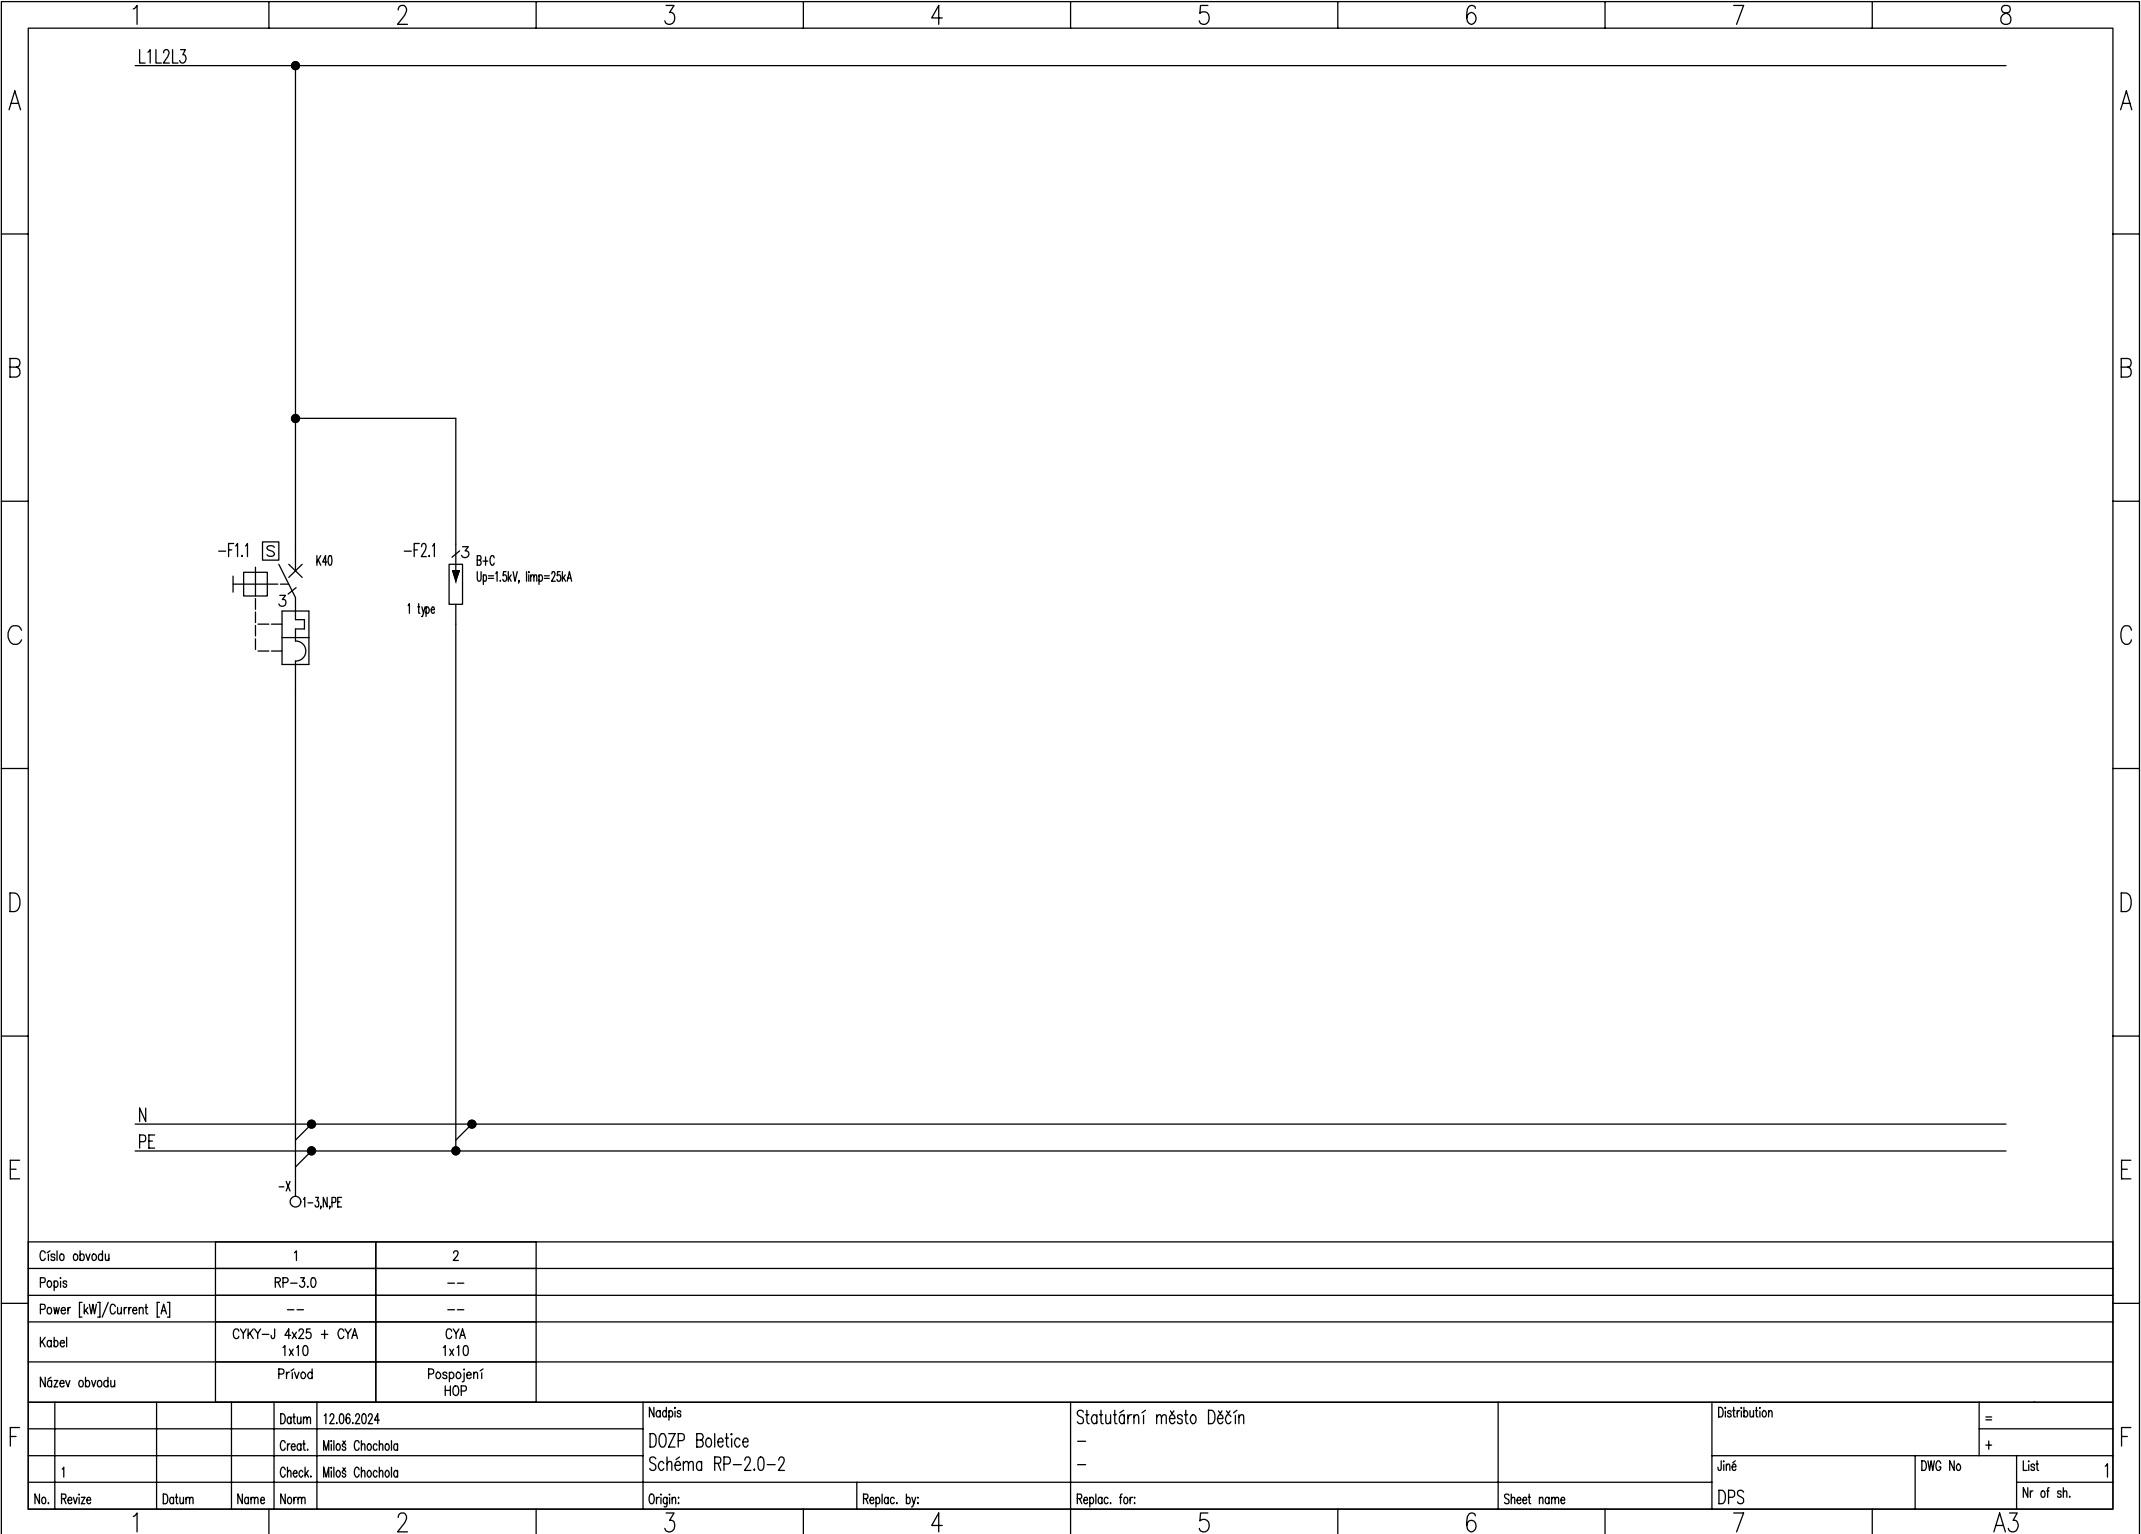 1 2 3 4 5 6 7 8
L1L2L3
A A
B B
-F1.1 S K40
3
-F2.1 3 B+C
Up=1.5kV, Iimp=25kA
1 type
C C
D D
N
PE
E E
-X
1-3,N,PE
Císlo obvodu 1 2
Popis RP-3.0 --
Power [kW]/Current [A] -- --
Kabel CYKY-J 4x25 + CYA
1x10
CYA
1x10
Název obvodu Prívod Pospojení
HOP
F F
Datum 12.06.2024
Creat. Miloš Chochola
1 Check. Miloš Chochola
No. Revize Datum Name Norm
Nadpis
DOZP Boletice
Schéma RP-2.0-2
Origin: Replac. by:
Statutární město Děčín
-
-
Replac. for: Sheet name
Distribution =
+
Jiné DWG No List 1
DPS Nr of sh.
1 2 3 4 5 6 7 A3